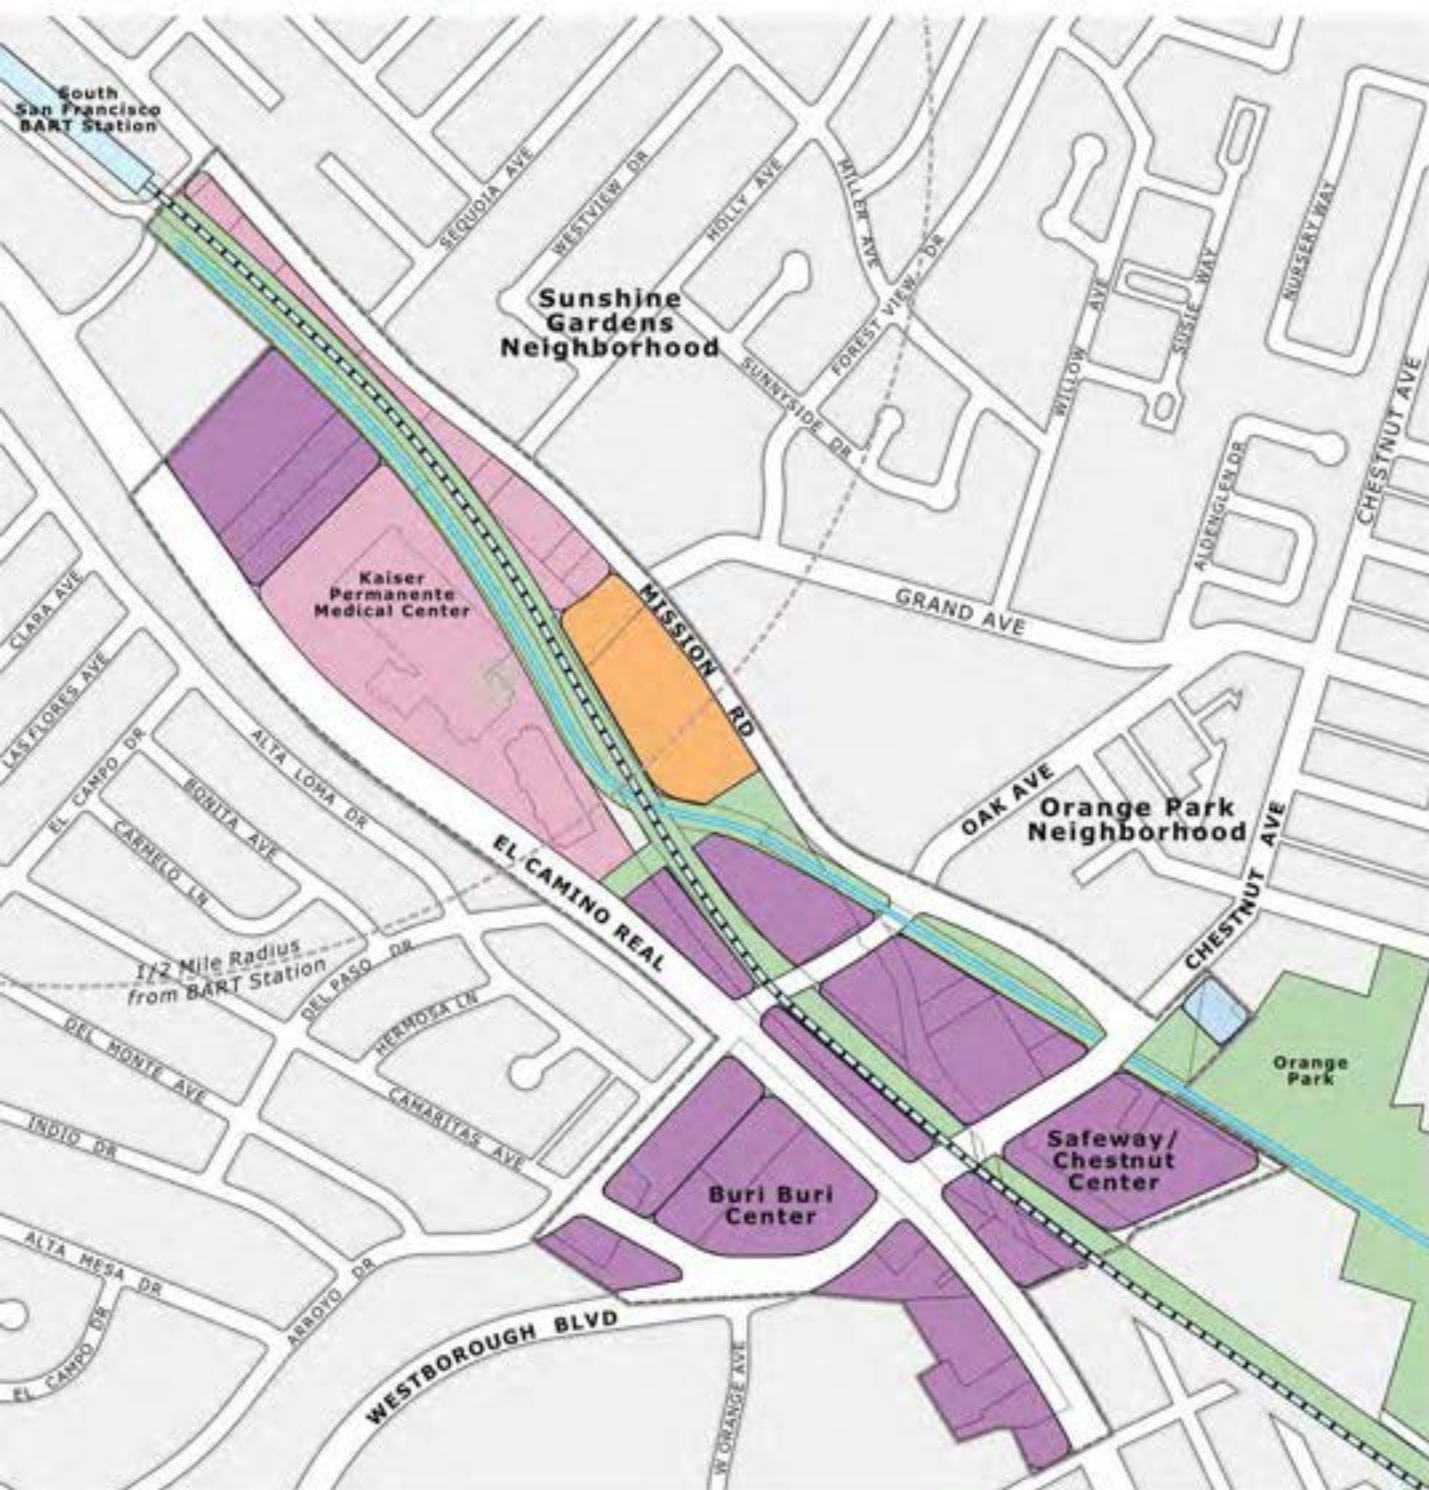 South
San Francisco
BART Station
SEQUOIA AVE
WESTVIEW DR
HOLLY AVE
MILLER AVE
FOREST VIEW DR
NURSERY WAY
SUSIE WAY
WILLOW AVE
CHESTNUT AVE
Sunshine
Gardens
Neighborhood
SUNNYSIDE DR
ALDENGLEN DR
Kaiser
Permanente
Medical Center
MISSION RD
GRAND AVE
CLARA AVE
LAS FLORES AVE
EL CAMPO DR
ALTA LOMA DR
BONITA AVE
CARMELO LN
OAK AVE
Orange Park
Neighborhood
CHESTNUT AVE
EL CAMINO REAL
1/2 Mile Radius
from BART Station
DEL PASO DR
HERMOSA LN
DEL MONTE AVE
CAMARITAS AVE
INDIO DR
Orange
Park
Safeway/
Chestnut
Center
Buri Buri
Center
ALTA MESA DR
ARROYO DR
EL CAMPO DR
WESTBOROUGH BLVD
W ORANGE AVE